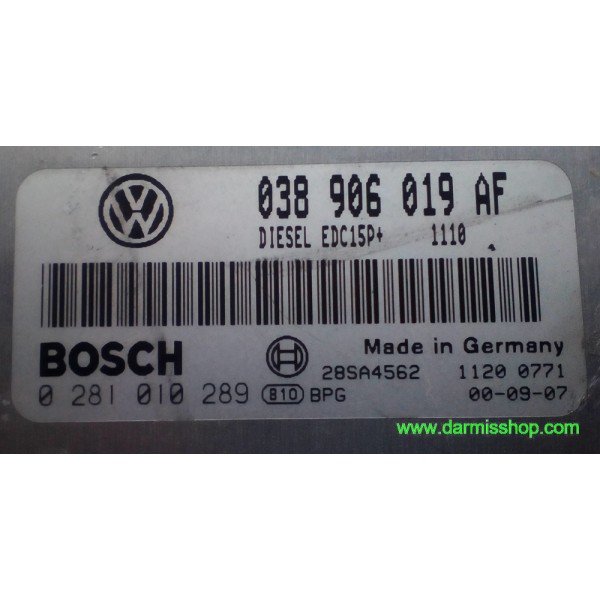 038 906 019 AF
DIESEL EDC15P+ 1110
BOSCH
Made in Germany
28SA4562 1120 0771
0 281 010 289 810 BPG 00-09-07
www.darmisshop.com